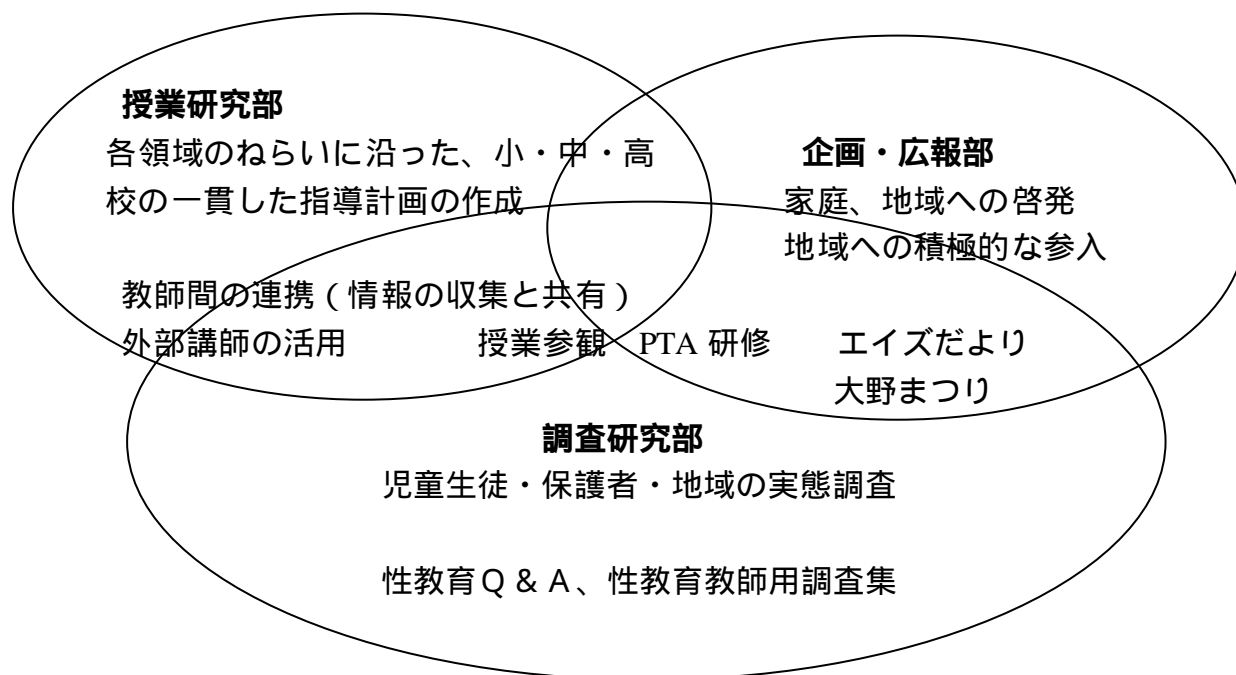 授業研究部
各領域のねらいに沿った、小・中・高
校の一貫した指導計画の作成
企画・広報部
家庭、地域への啓発
地域への積極的な参入
教師間の連携(情報の収集と共有)
外部講師の活用 授業参観 PTA 研修 エイズだより
大野まつり
調査研究部
児童生徒・保護者・地域の実態調査
性教育Q&A、性教育教師用調査集